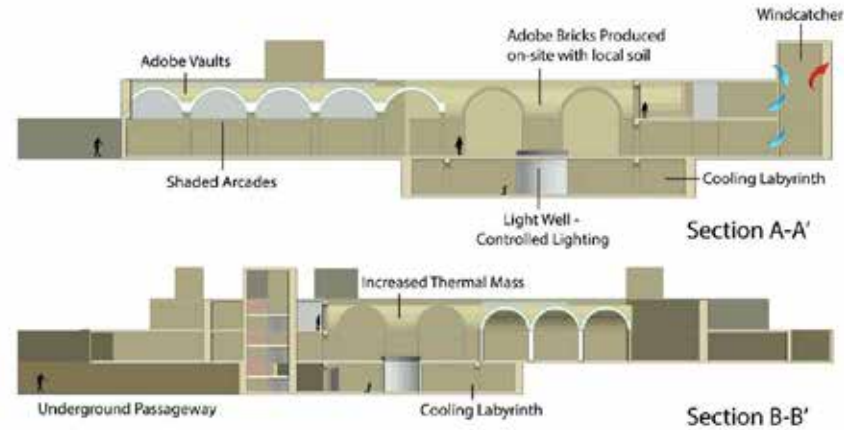 Windcatcher
Adobe Vaults
Adobe Bricks Produced
on-site with local soil
Shaded Arcades
Cooling Labyrinth
Light Well -
Controlled Lighting
Section A-A'
Increased Thermal Mass
Underground Passageway
Cooling Labyrinth
Section B-B'